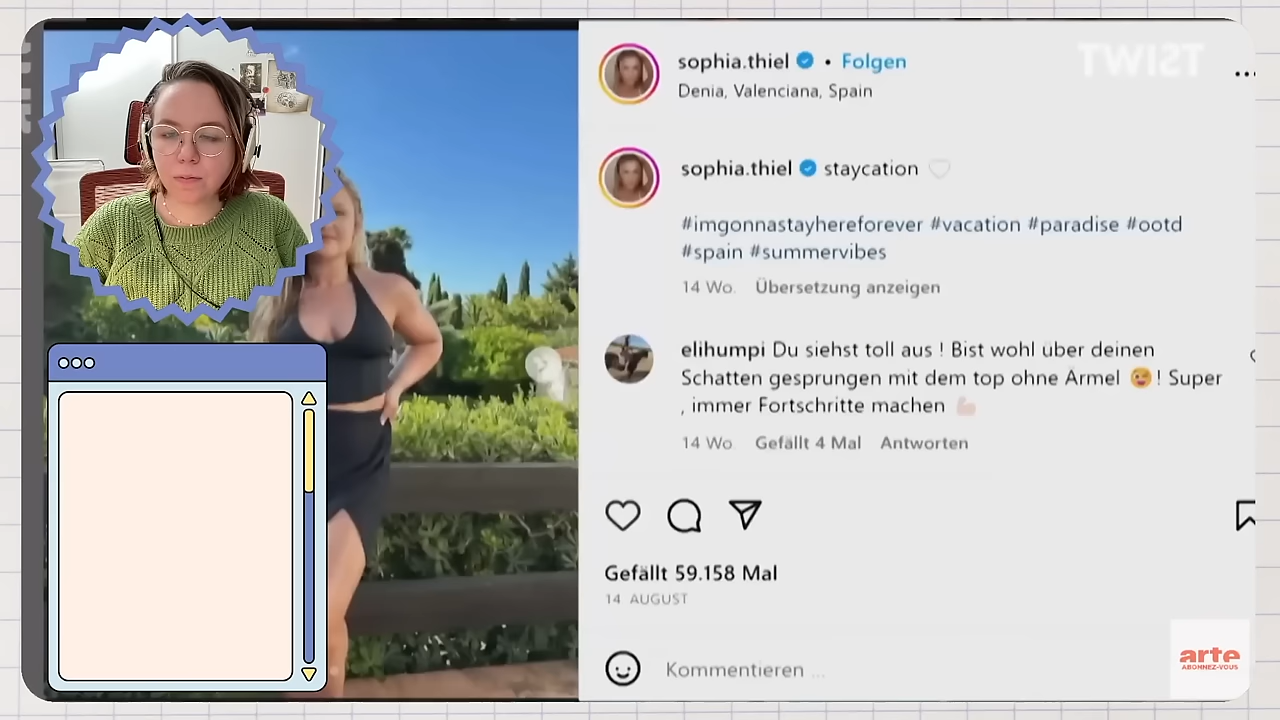 TWIST
sophia.thiel • Folgen
Denia, Valenciana, Spain
sophia.thiel staycation
#imgonnastayhereforever #vacation #paradise #ootd
#spain #summervibes
14 Wo. Übersetzung anzeigen
elihumpi Du siehst toll aus ! Bist wohl über deinen
Schatten gesprungen mit dem top ohne Ärmel 😜 ! Super
, immer Fortschritte machen 💪🏻
14 Wo Gefällt 4 Mal Antworten
Gefällt 59.158 Mal
14 AUGUST
Kommentieren ...
arte
ABONNEZ-VOUS